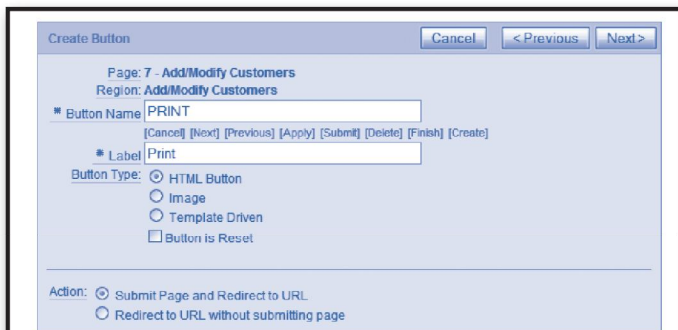 Create Button Cancel < Previous Next >
Page: 7 - Add/Modify Customers
Region: Add/Modify Customers
* Button Name PRINT
[Cancel] [Next] [Previous] [Apply] [Submit] [Delete] [Finish] [Create]
* Label Print
Button Type: HTML Button
Image
Template Driven
Button is Reset
Action: Submit Page and Redirect to URL
Redirect to URL without submitting page